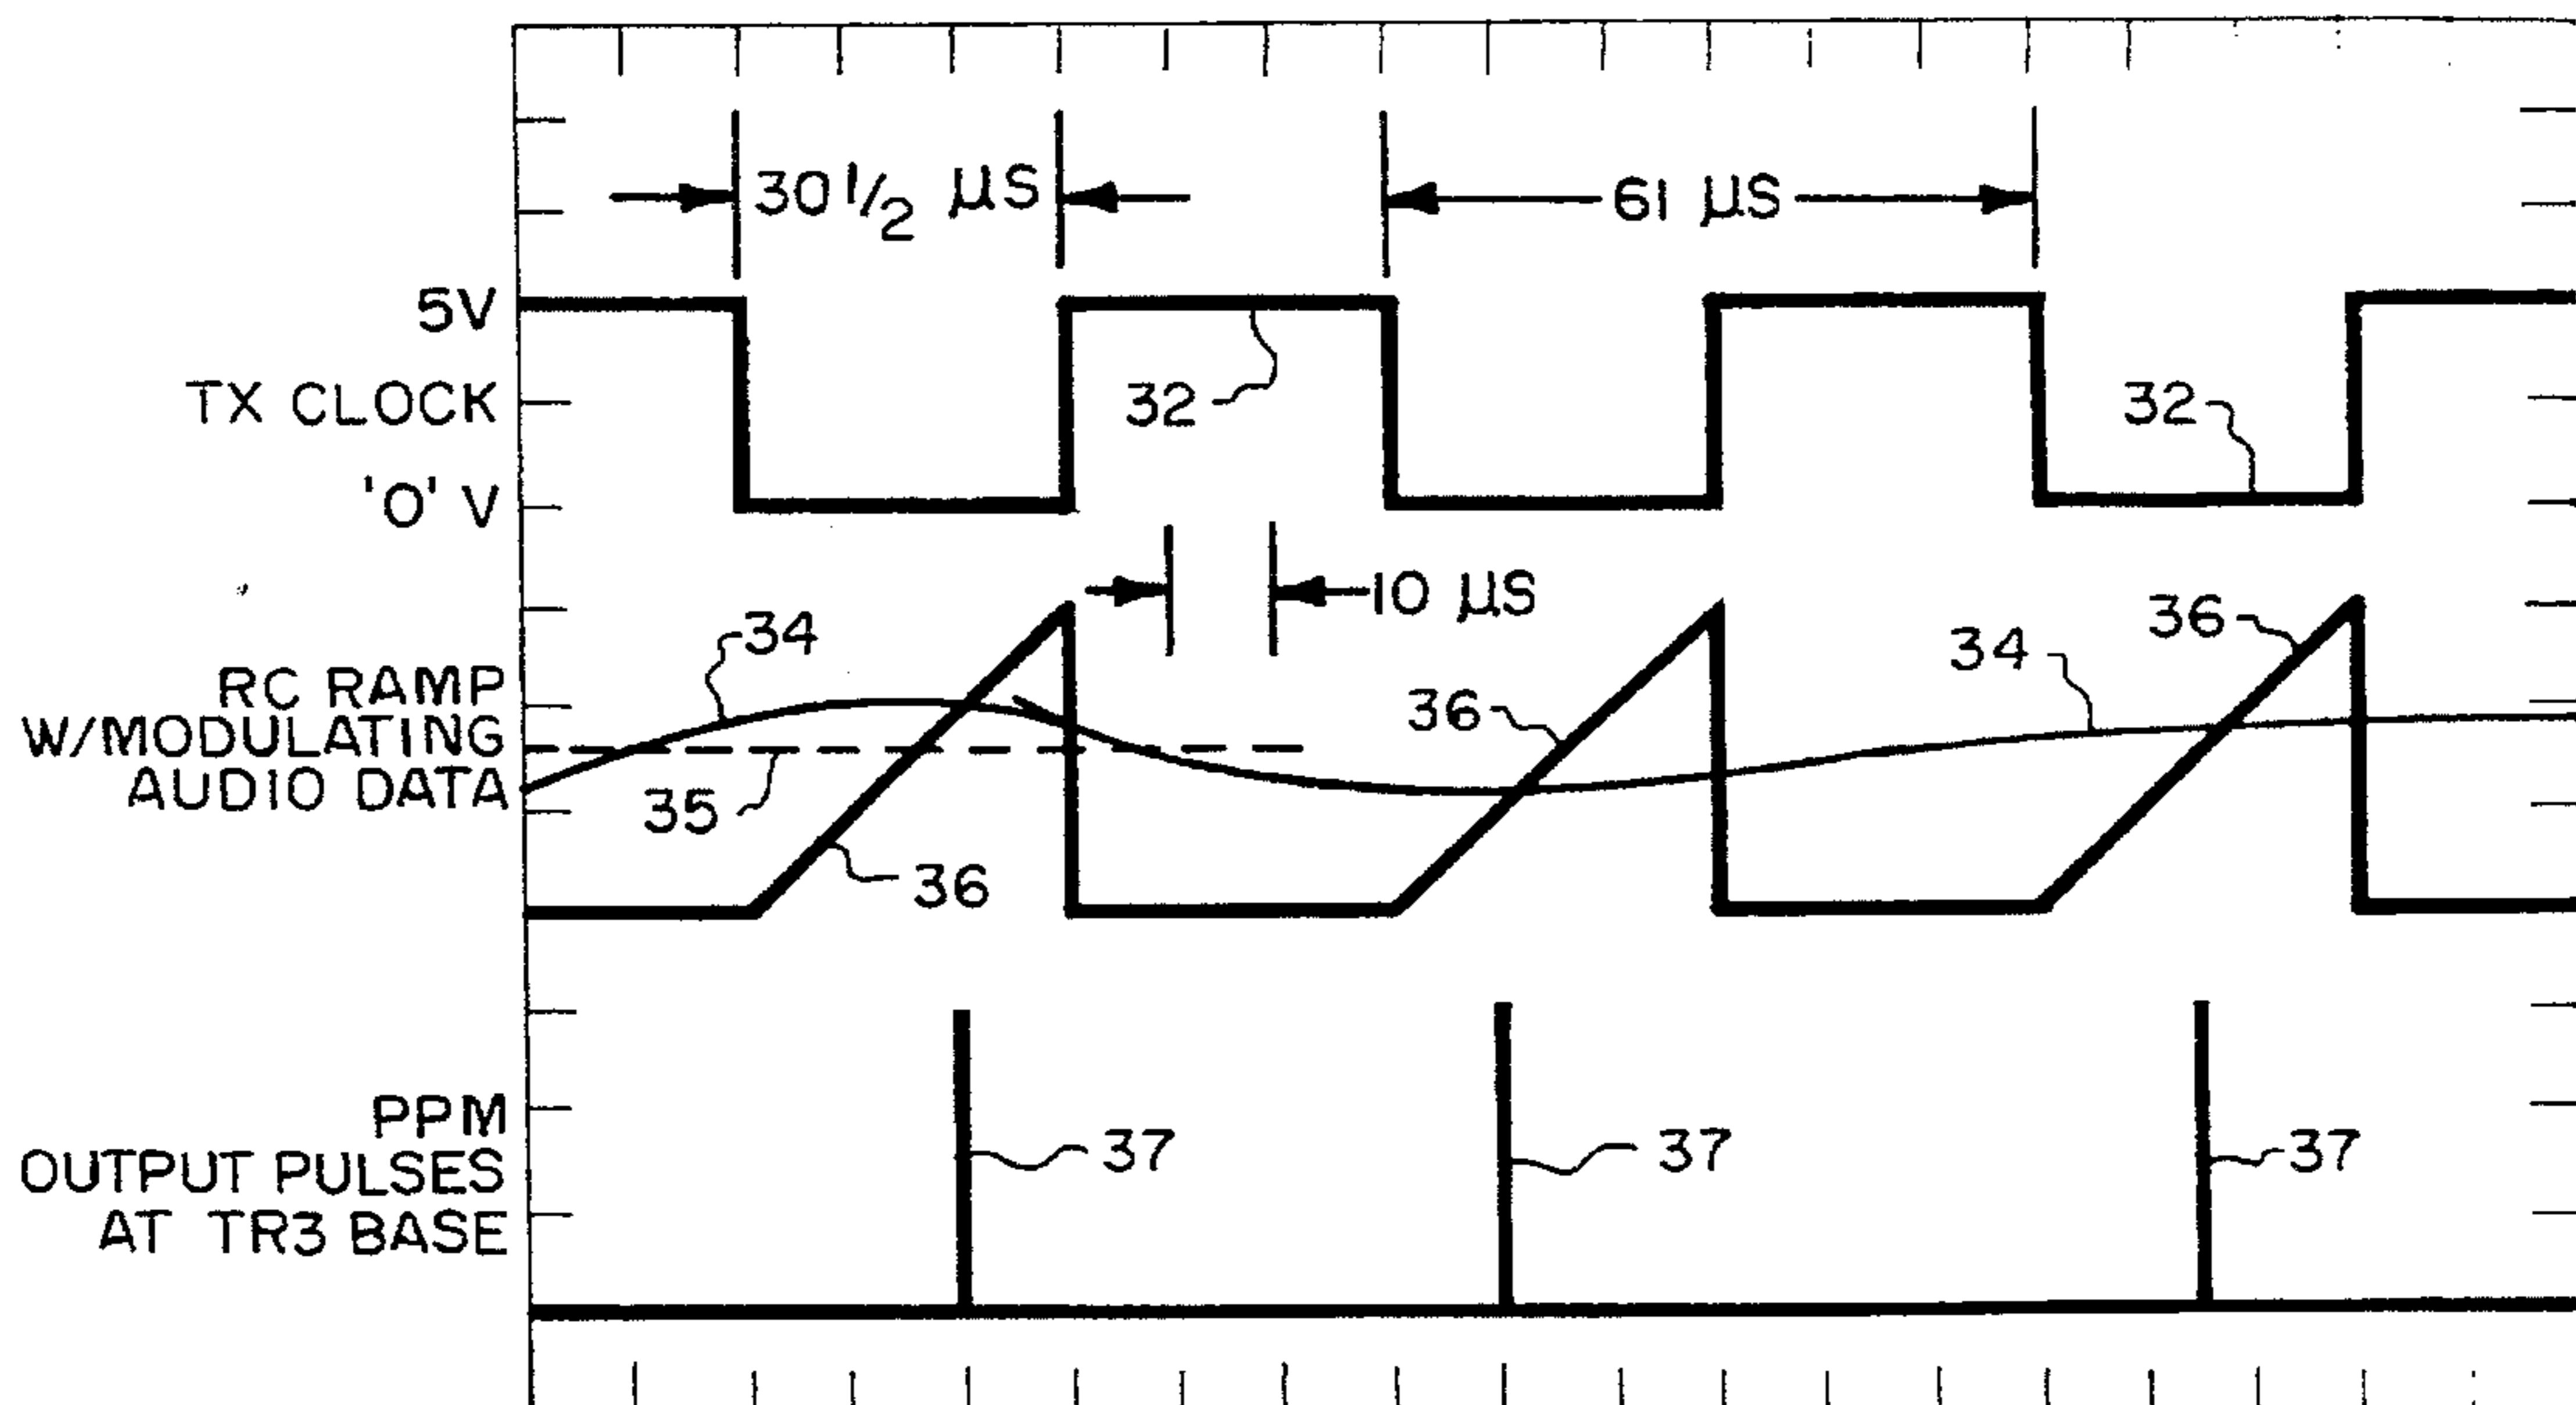 30 1/2 µS
61 µS
5V
TX CLOCK
32
32
'0' V
10 µS
34
36
34
36
RC RAMP
W/MODULATING
AUDIO DATA
35
36
PPM
OUTPUT PULSES
AT TR3 BASE
37
37
37